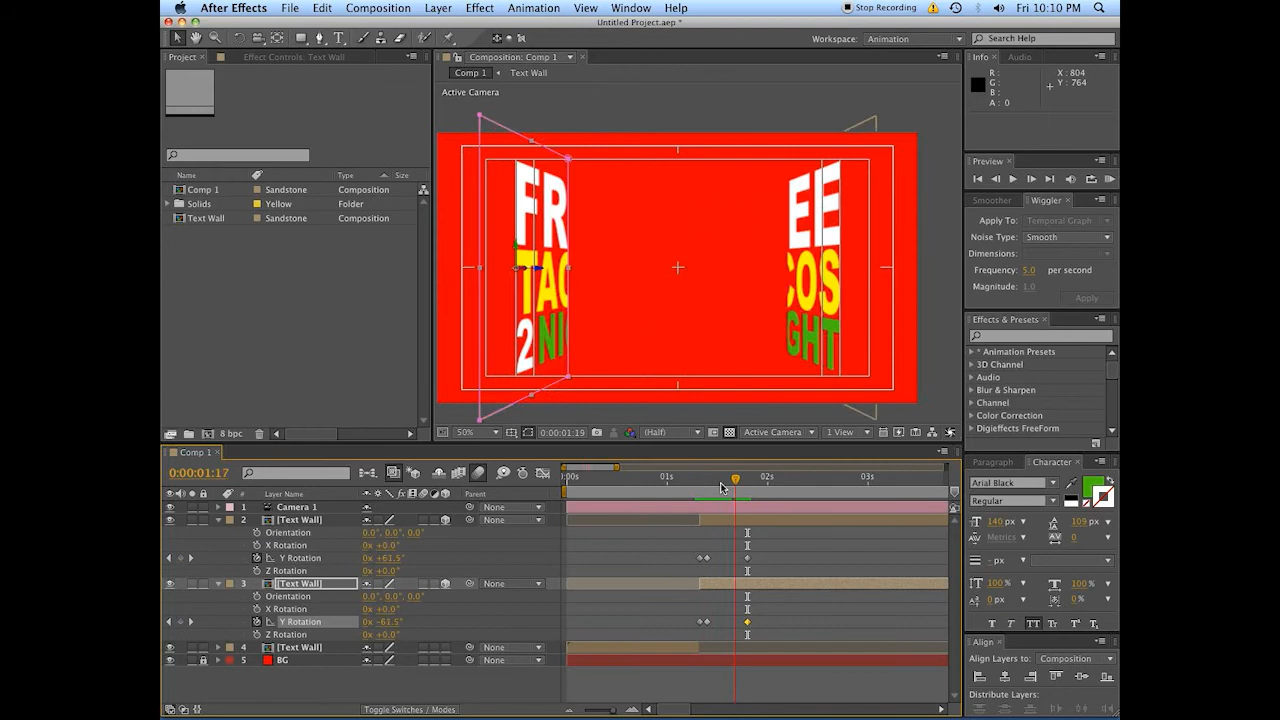 After Effects File Edit Composition Layer Effect Animation View Window Help Stop Recording Fri 10:10 PM
Untitled Project.aep *
Workspace: Animation Search Help
Project Effect Controls: Text Wall Composition: Comp 1 Info Audio
Comp 1 Text Wall
Active Camera
R: X: 804
G: Y: 764
B:
A: 0
Name Type Size
Comp 1 Sandstone Composition
Solids Yellow Folder
Text Wall Sandstone Composition
FR EE
TAC COS
2 NI GHT
8 bpc
50% 0:00:01:19 (Half) Active Camera 1 View
Preview
Smoother Wiggler
Apply To: Temporal Graph
Noise Type: Smooth
Dimensions:
Frequency: 5.0 per second
Magnitude: 1.0
Apply
Effects & Presets
* Animation Presets
3D Channel
Audio
Blur & Sharpen
Channel
Color Correction
Digieffects FreeForm
Comp 1
0:00:01:17
Layer Name Parent
:00s 01s 02s 03s
1 Camera 1 None
2 [Text Wall] None
Orientation 0.0°, 0.0°, 0.0°
X Rotation 0x +0.0°
Y Rotation 0x +61.5°
Z Rotation 0x +0.0°
3 [Text Wall] None
Orientation 0.0°, 0.0°, 0.0°
X Rotation 0x +0.0°
Y Rotation 0x -61.5°
Z Rotation 0x +0.0°
4 [Text Wall] None
5 BG None
Toggle Switches / Modes
Paragraph Character
Arial Black
Regular
140 px 109 px
Metrics 0
- px
100% 100%
0 px 0 %
T T TT Tr
Align
Align Layers to: Composition
Distribute Layers: